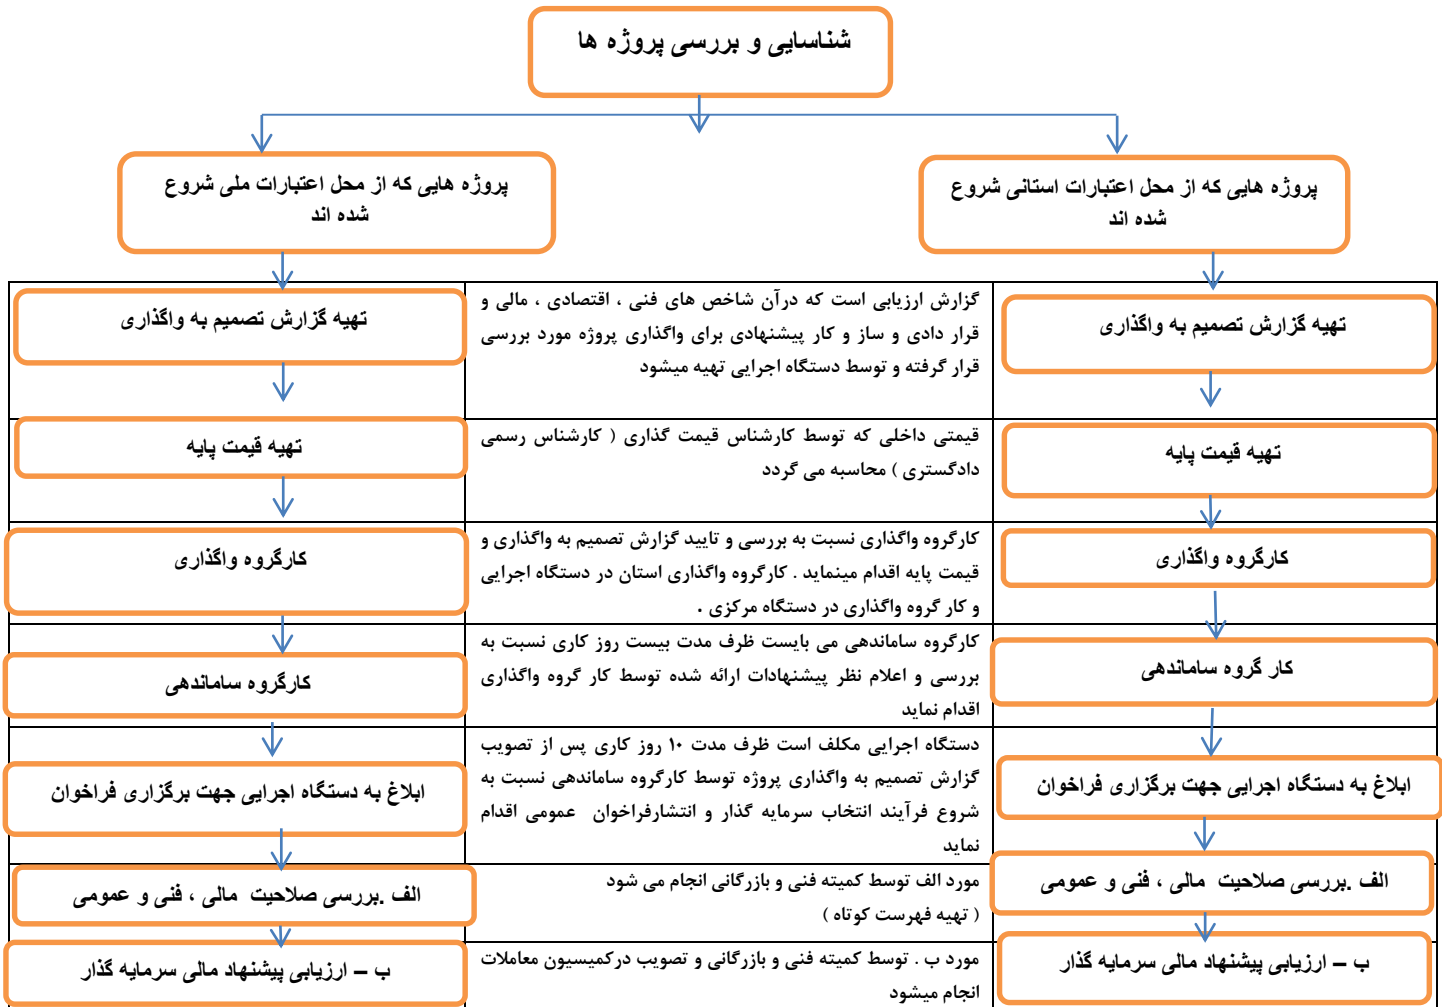 شناسایی و بررسی پروژه ها
پروژه هایی که از محل اعتبارات استانی شروع
شده اند
پروژه هایی که از محل اعتبارات ملی شروع
شده اند
تهیه گزارش تصمیم به واگذاری
گزارش ارزیابی است که درآن شاخص های فنی ، اقتصادی ، مالی و
قرار دادی و ساز و کار پیشنهادی برای واگذاری پروژه مورد بررسی
قرار گرفته و توسط دستگاه اجرایی تهیه میشود
تهیه گزارش تصمیم به واگذاری
تهیه قیمت پایه
قیمتی داخلی که توسط کارشناس قیمت گذاری ( کارشناس رسمی
دادگستری ) محاسبه می گردد
تهیه قیمت پایه
کارگروه واگذاری
کارگروه واگذاری نسبت به بررسی و تایید گزارش تصمیم به واگذاری و
قیمت پایه اقدام مینماید . کارگروه واگذاری استان در دستگاه اجرایی
و کار گروه واگذاری در دستگاه مرکزی .
کارگروه واگذاری
کار گروه ساماندهی
کارگروه ساماندهی می بایست ظرف مدت بیست روز کاری نسبت به
بررسی و اعلام نظر پیشنهادات ارائه شده توسط کار گروه واگذاری
اقدام نماید
کارگروه ساماندهی
ابلاغ به دستگاه اجرایی جهت برگزاری فراخوان
دستگاه اجرایی مکلف است ظرف مدت ۱۰ روز کاری پس از تصویب
گزارش تصمیم به واگذاری پروژه توسط کارگروه ساماندهی نسبت به
شروع فرآیند انتخاب سرمایه گذار و انتشارفراخوان عمومی اقدام
نماید
ابلاغ به دستگاه اجرایی جهت برگزاری فراخوان
الف .بررسی صلاحیت مالی ، فنی و عمومی
مورد الف توسط کمیته فنی و بازرگانی انجام می شود
( تهیه فهرست کوتاه )
الف .بررسی صلاحیت مالی ، فنی و عمومی
ب – ارزیابی پیشنهاد مالی سرمایه گذار
مورد ب . توسط کمیته فنی و بازرگانی و تصویب درکمیسیون معاملات
انجام میشود
ب – ارزیابی پیشنهاد مالی سرمایه گذار